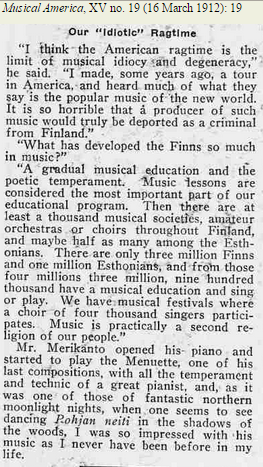 Musical America, XV no. 19 (16 March 1912): 19
Our "Idiotic" Ragtime
"I think the American ragtime is the
limit of musical idiocy and degeneracy,"
he said. "I made, some years ago, a tour
in America, and heard much of what they
say is the popular music of the new world.
It is so horrible that a producer of such
music would truly be deported as a criminal
from Finland."
"What has developed the Finns so much
in music?"
"A gradual musical education and the
poetic temperament. Music lessons are
considered the most important part of our
educational program. Then there are at
least a thousand musical societies, amateur
orchestras or choirs throughout Finland,
and maybe half as many among the Esth-
onians. There are only three million Finns
and one million Esthonians, and from those
four millions three million, nine hundred
thousand have a musical education and sing
or play. We have musical festivals where
a choir of four thousand singers partici-
pates. Music is practically a second re-
ligion of our people."
Mr. Merikanto opened his piano and
started to play the Menuette, one of his
last compositions, with all the temperament
and technic of a great pianist, and, as it
was one of those of fantastic northern
moonlight nights, when one seems to see
dancing Pohjan neiti in the shadows of
the woods, I was so impressed with his
music as I never have been before in my
life.